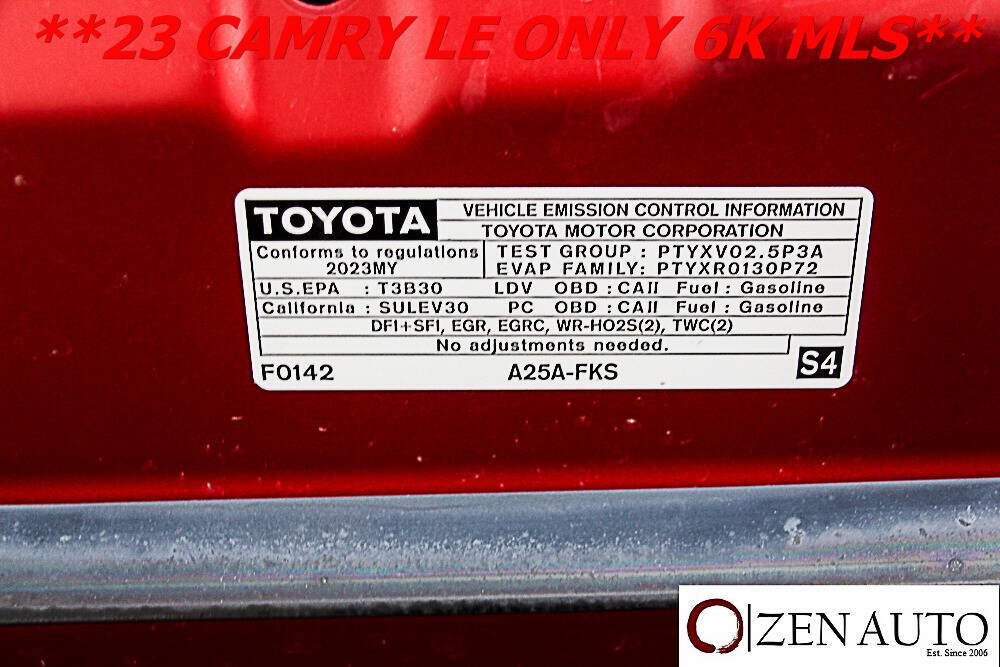 **23 CAMRY LE ONLY 6K MLS**
TOYOTA
VEHICLE EMISSION CONTROL INFORMATION
TOYOTA MOTOR CORPORATION
Conforms to regulations
2023MY
TEST GROUP : PTYXV02.5P3A
EVAP FAMILY: PTYXR0130P72
U.S.EPA : T3B30 LDV OBD : CAII Fuel : Gasoline
California : SULEV30 PC OBD : CAII Fuel : Gasoline
DFI+SFI, EGR, EGRC, WR-HO2S(2), TWC(2)
No adjustments needed.
F0142 A25A-FKS S4
ZEN AUTO
Est. Since 2006